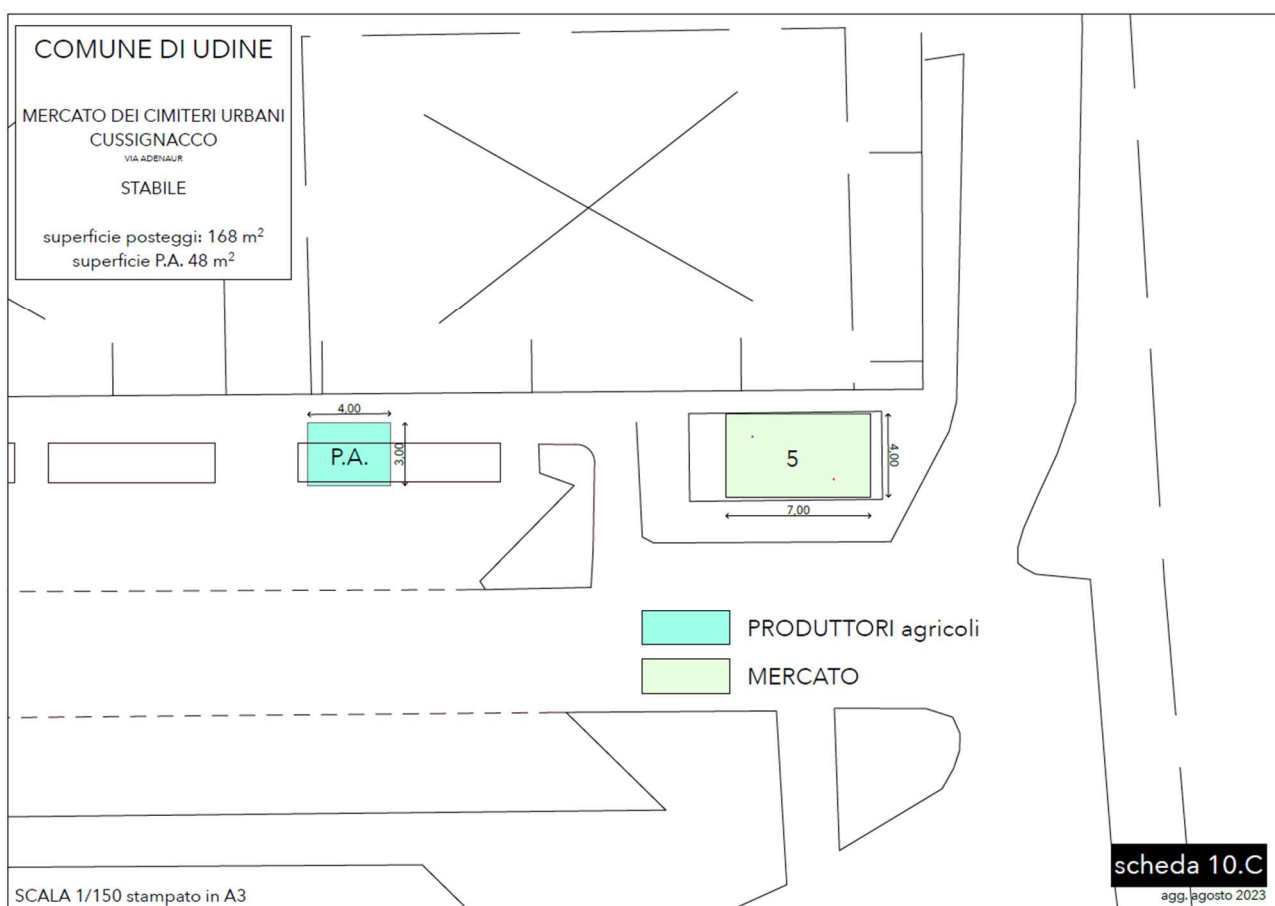 COMUNE DI UDINE
MERCATO DEI CIMITERI URBANI
CUSSIGNACCO
VIA ADENAUR
STABILE
superficie posteggi: 168 m²
superficie P.A. 48 m²
4,00
P.A.
3,00
5
4,00
7,00
PRODUTTORI agricoli
MERCATO
scheda 10.C
SCALA 1/150 stampato in A3
agg. agosto 2023